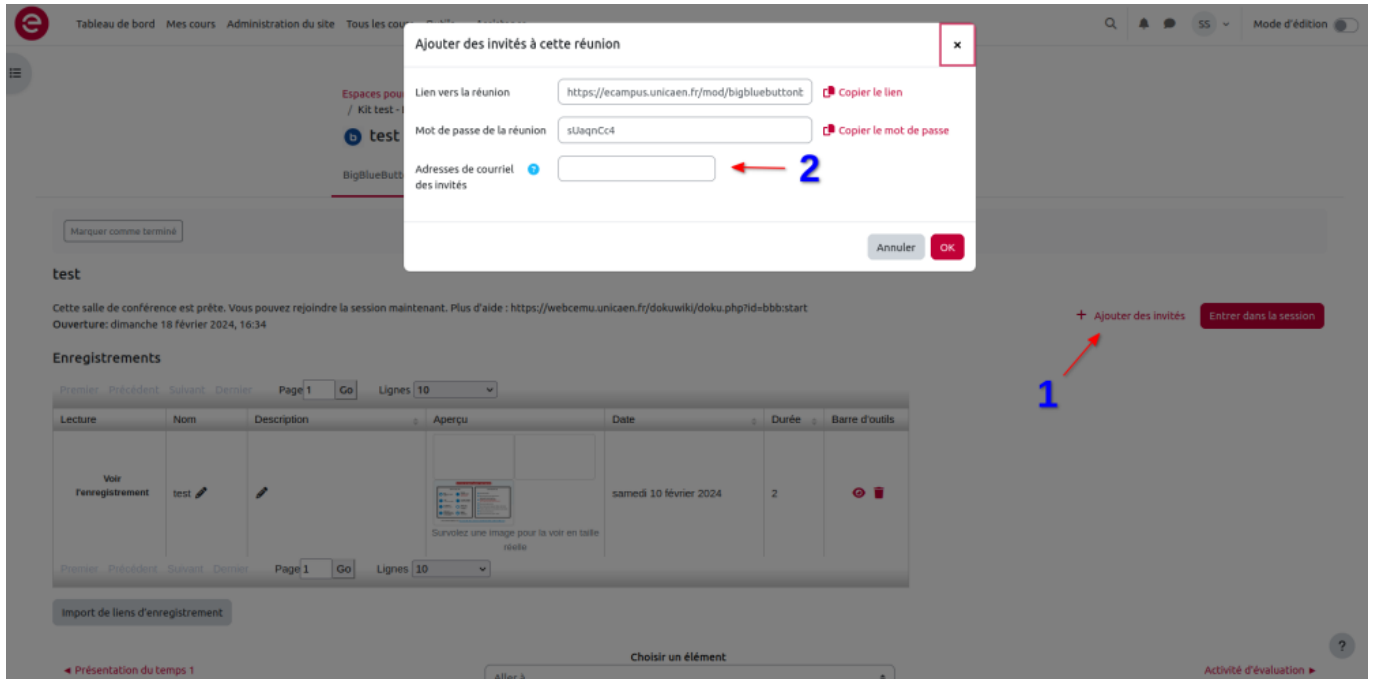 Tableau de bord Mes cours Administration du site Tous les cou
SS Mode d'édition
Ajouter des invités à cette réunion
Espaces pou
/ Kit test -
Lien vers la réunion https://ecampus.unicaen.fr/mod/bigbluebuttonb Copier le lien
b test
Mot de passe de la réunion sUaqnCc4 Copier le mot de passe
BigBlueButt
Adresses de courriel ? 2
des invités
Marquer comme terminé
Annuler OK
test
Cette salle de conférence est prête. Vous pouvez rejoindre la session maintenant. Plus d'aide : https://webcemu.unicaen.fr/dokuwiki/doku.php?id=bbb:start
Ouverture: dimanche 18 février 2024, 16:34
+ Ajouter des invités Entrer dans la session
Enregistrements
1
Premier Précédent Suivant Dernier Page 1 Go Lignes 10
Lecture Nom Description Aperçu Date Durée Barre d'outils
Voir
l'enregistrement test samedi 10 février 2024 2
Survolez une image pour la voir en taille
réelle
Premier Précédent Suivant Dernier Page 1 Go Lignes 10
Import de liens d'enregistrement
?
Choisir un élément
◄ Présentation du temps 1 Aller à Activité d'évaluation ►